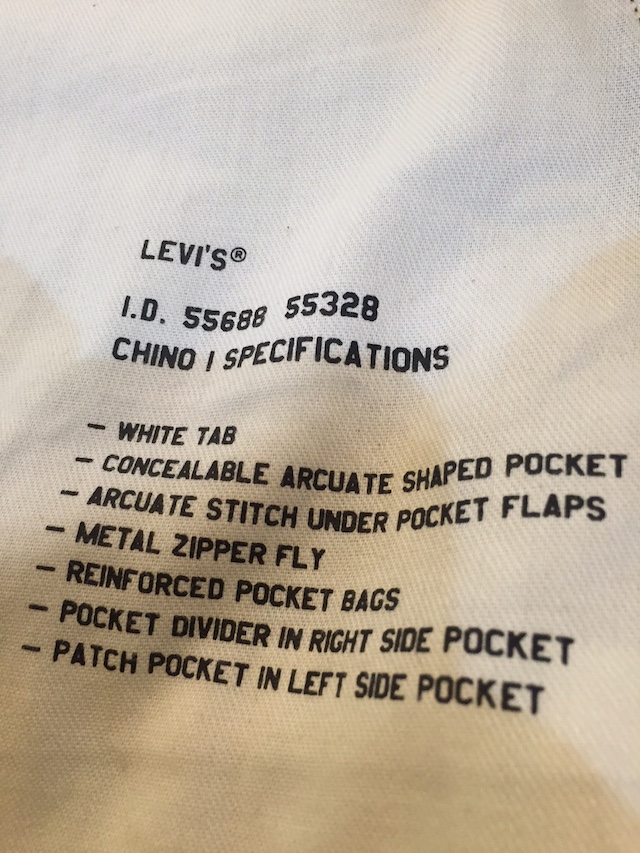 LEVI'S®
I.D. 55688 55328
CHINO / SPECIFICATIONS
– WHITE TAB
– CONCEALABLE ARCUATE SHAPED POCKET
– ARCUATE STITCH UNDER POCKET FLAPS
– METAL ZIPPER FLY
– REINFORCED POCKET BAGS
– POCKET DIVIDER IN RIGHT SIDE POCKET
– PATCH POCKET IN LEFT SIDE POCKET